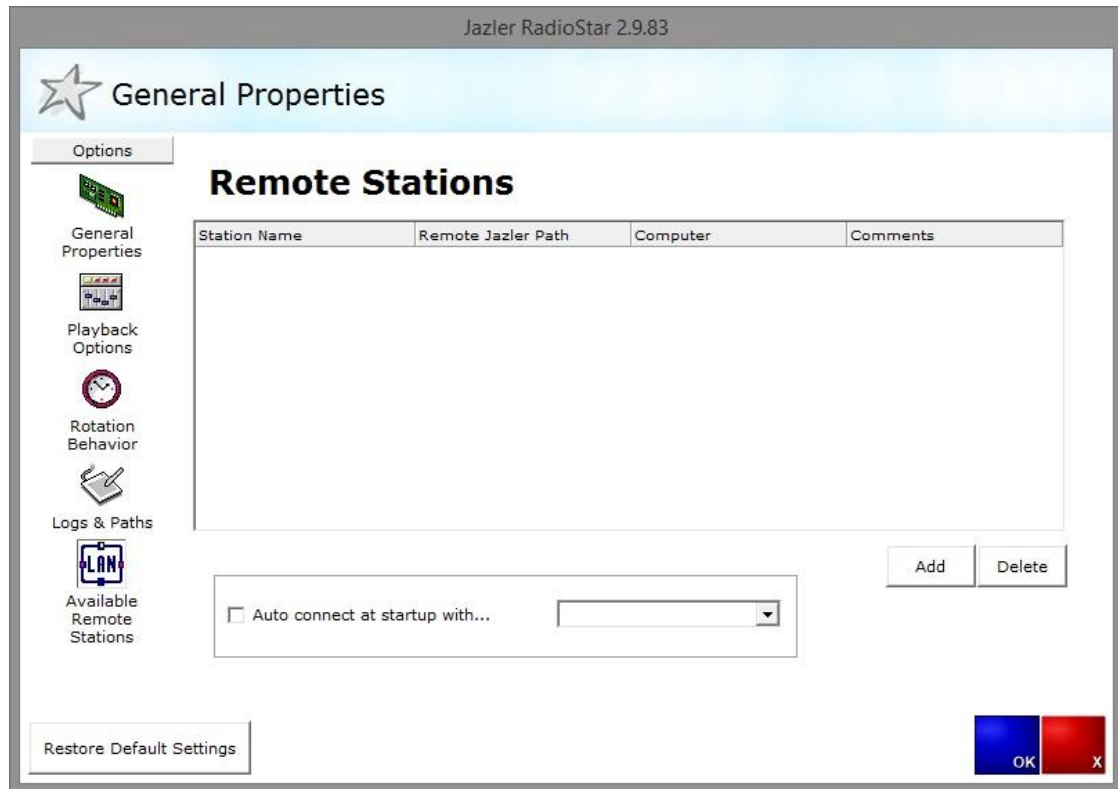 Jazler RadioStar 2.9.83
General Properties
Options
General
Properties
Playback
Options
Rotation
Behavior
Logs & Paths
LAN
Available
Remote
Stations
Remote Stations
Station Name Remote Jazler Path Computer Comments
Add Delete
Auto connect at startup with...
Restore Default Settings
OK X